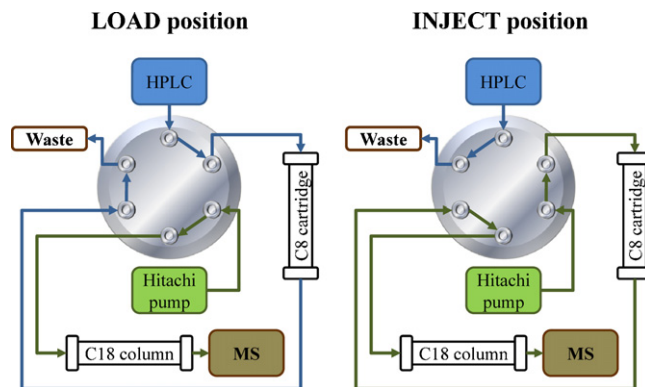 LOAD position
INJECT position
HPLC
Waste
C8 cartridge
Hitachi
pump
C18 column
MS
HPLC
Waste
C8 cartridge
Hitachi
pump
C18 column
MS